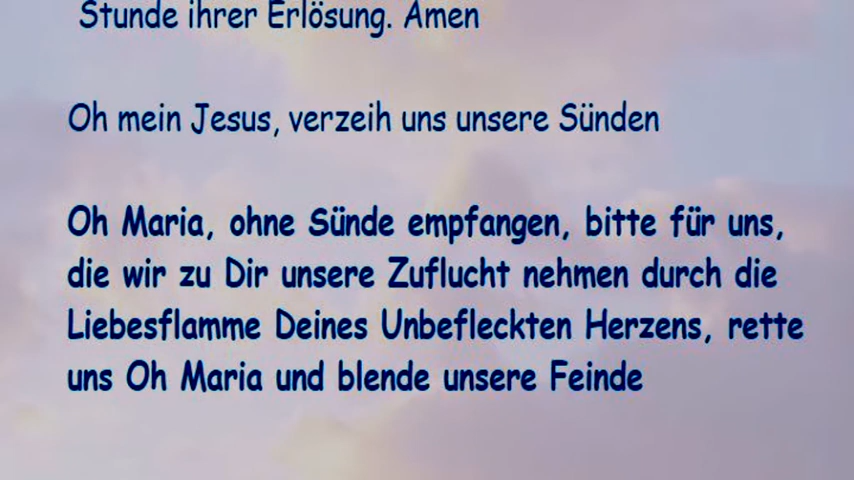 Stunde ihrer Erlösung. Amen
Oh mein Jesus, verzeih uns unsere Sünden
Oh Maria, ohne Sünde empfangen, bitte für uns,
die wir zu Dir unsere Zuflucht nehmen durch die
Liebesflamme Deines Unbefleckten Herzens, rette
uns Oh Maria und blende unsere Feinde